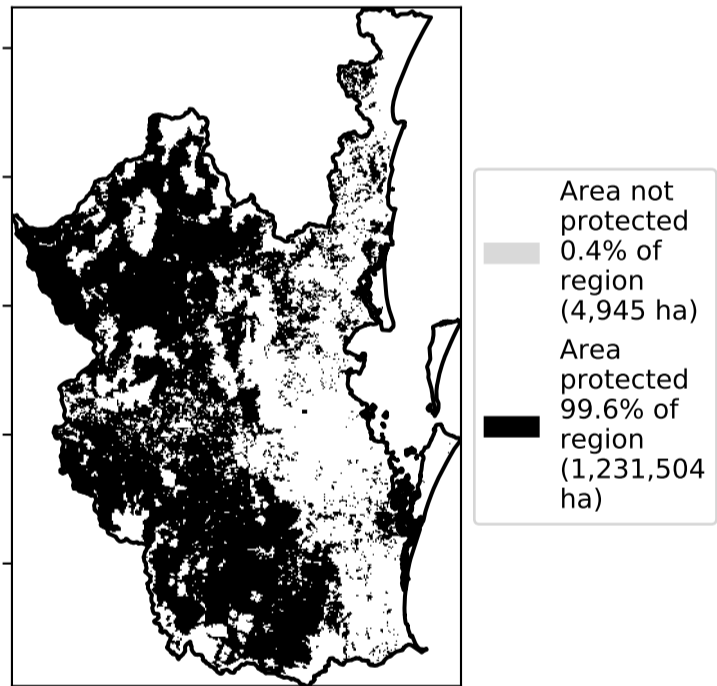 Area not
protected
0.4% of
region
(4,945 ha)
Area
protected
99.6% of
region
(1,231,504
ha)